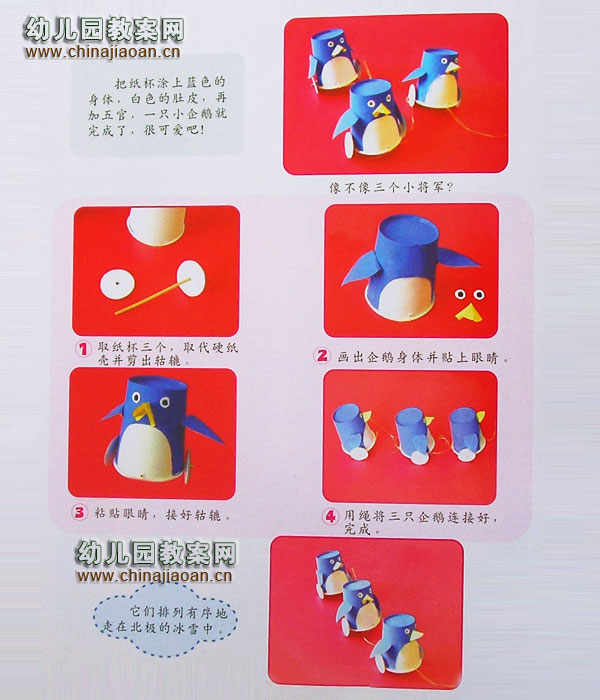 幼儿园教案网
www.chinajiaoan.cn
把纸杯涂上蓝色的
身体，白色的肚皮，再
加五官，一只小企鹅就
完成了，很可爱吧！
像不像三个小将军？
1 取纸杯三个，取代硬纸
壳并剪出轱辘。
2 画出企鹅身体并贴上眼睛。
3 粘贴眼睛，接好轱辘。
4 用绳将三只企鹅连接好，
完成。
幼儿园教案网
www.chinajiaoan.cn
它们排列有序地
走在北极的冰雪中。